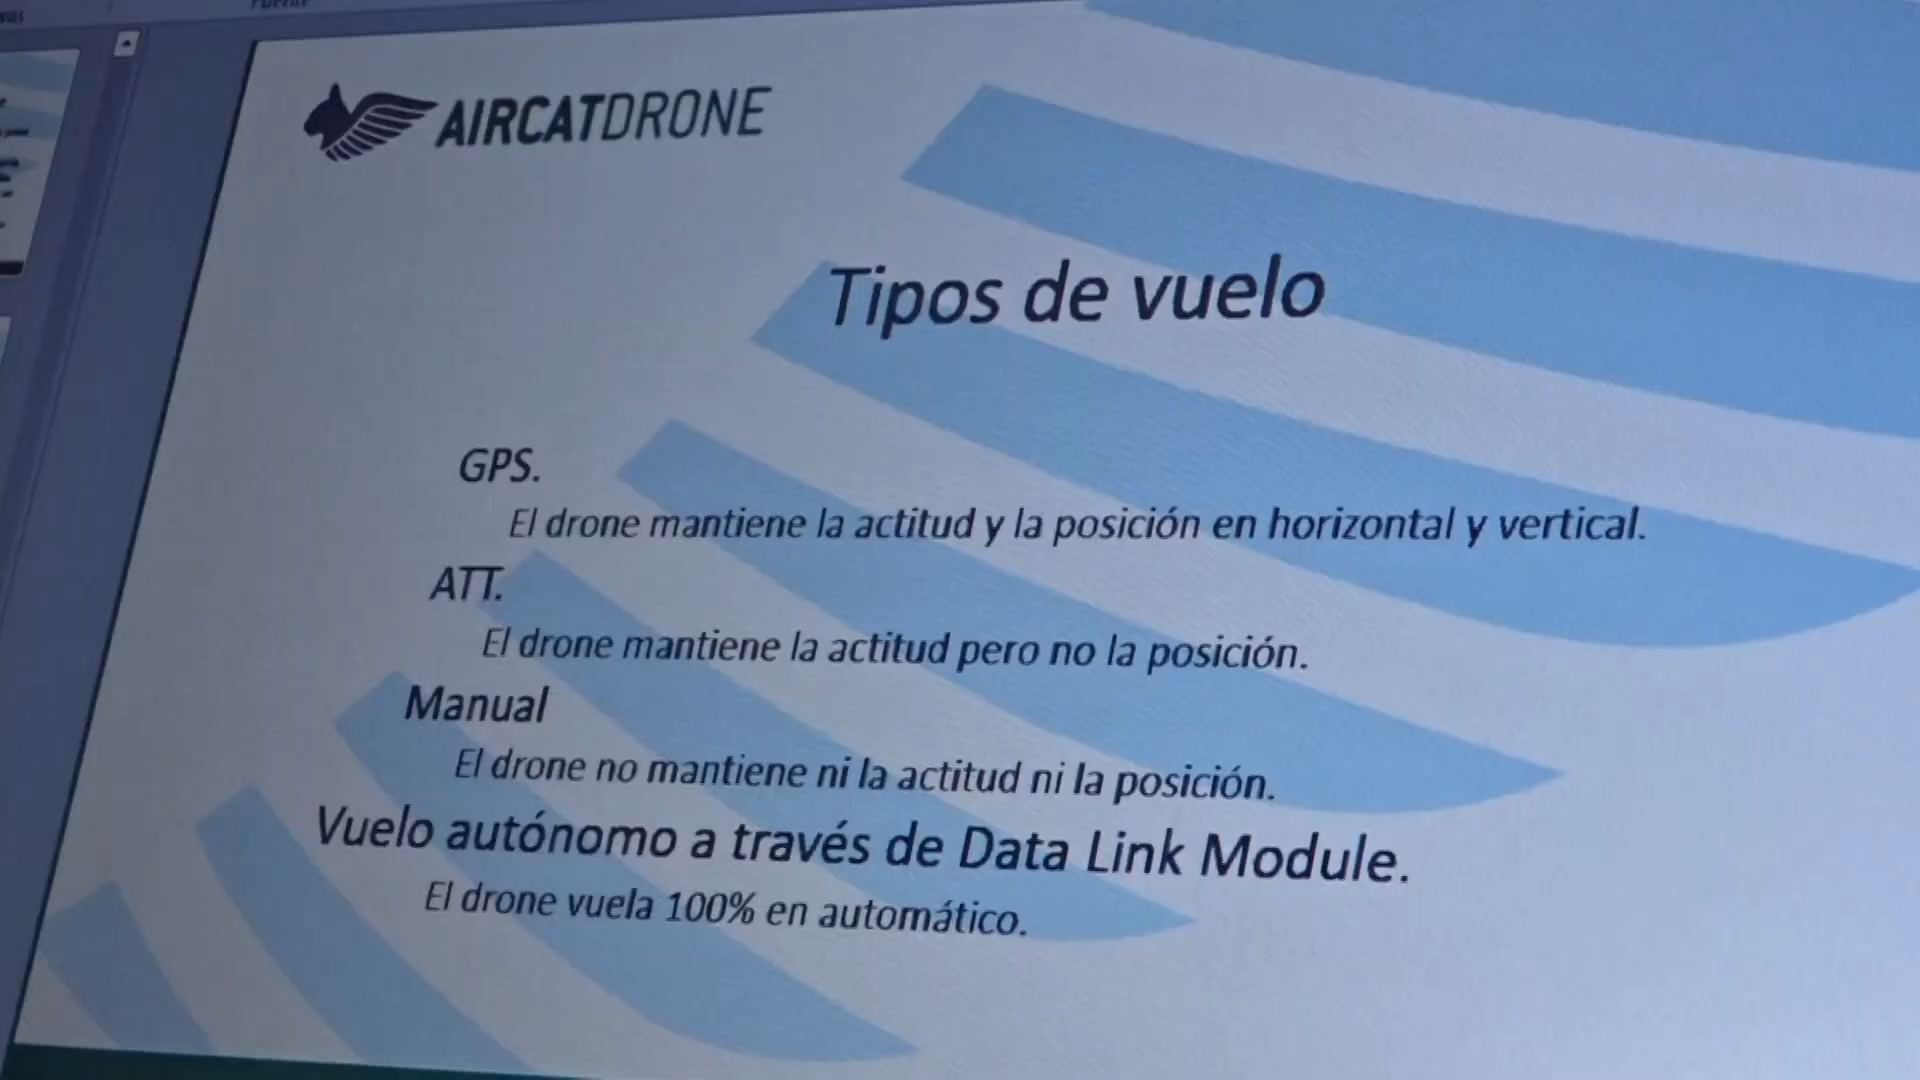 AIRCATDRONE
Tipos de vuelo
GPS.
El drone mantiene la actitud y la posición en horizontal y vertical.
ATT.
El drone mantiene la actitud pero no la posición.
Manual
El drone no mantiene ni la actitud ni la posición.
Vuelo autónomo a través de Data Link Module.
El drone vuela 100% en automático.